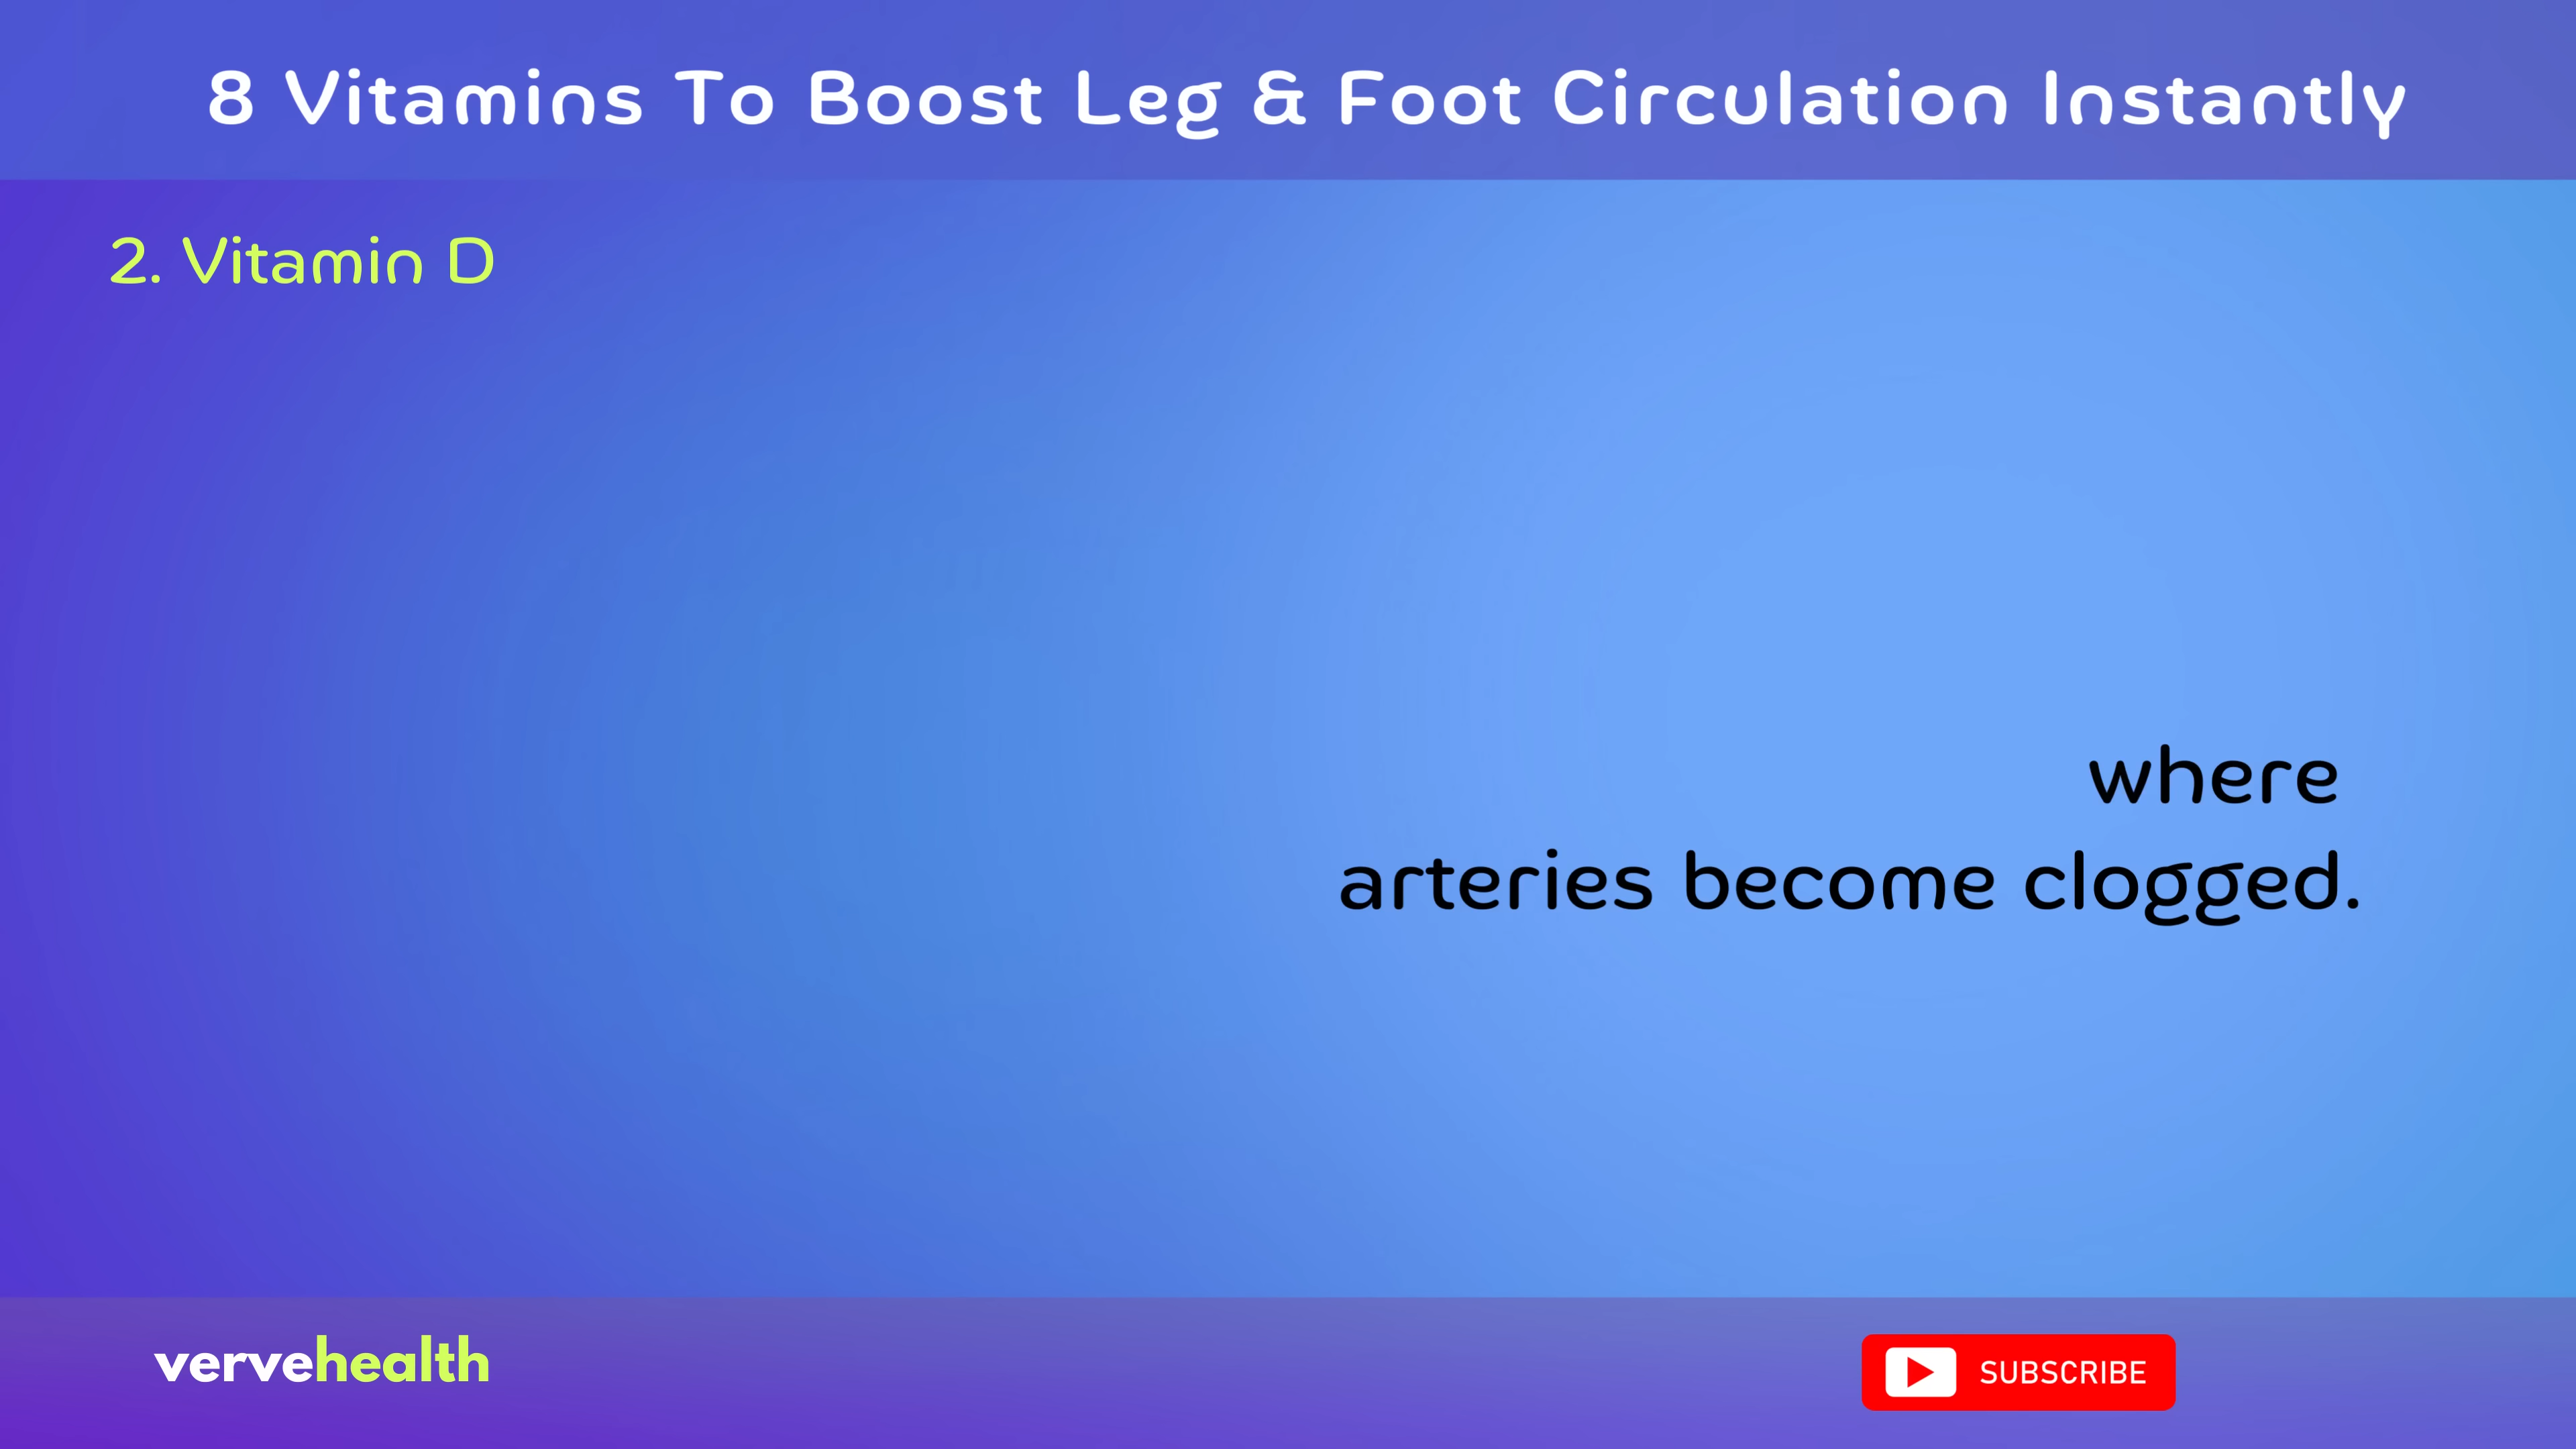 8 Vitamins To Boost Leg & Foot Circulation Instantly
2. Vitamin D
where
arteries become clogged.
vervehealth
SUBSCRIBE